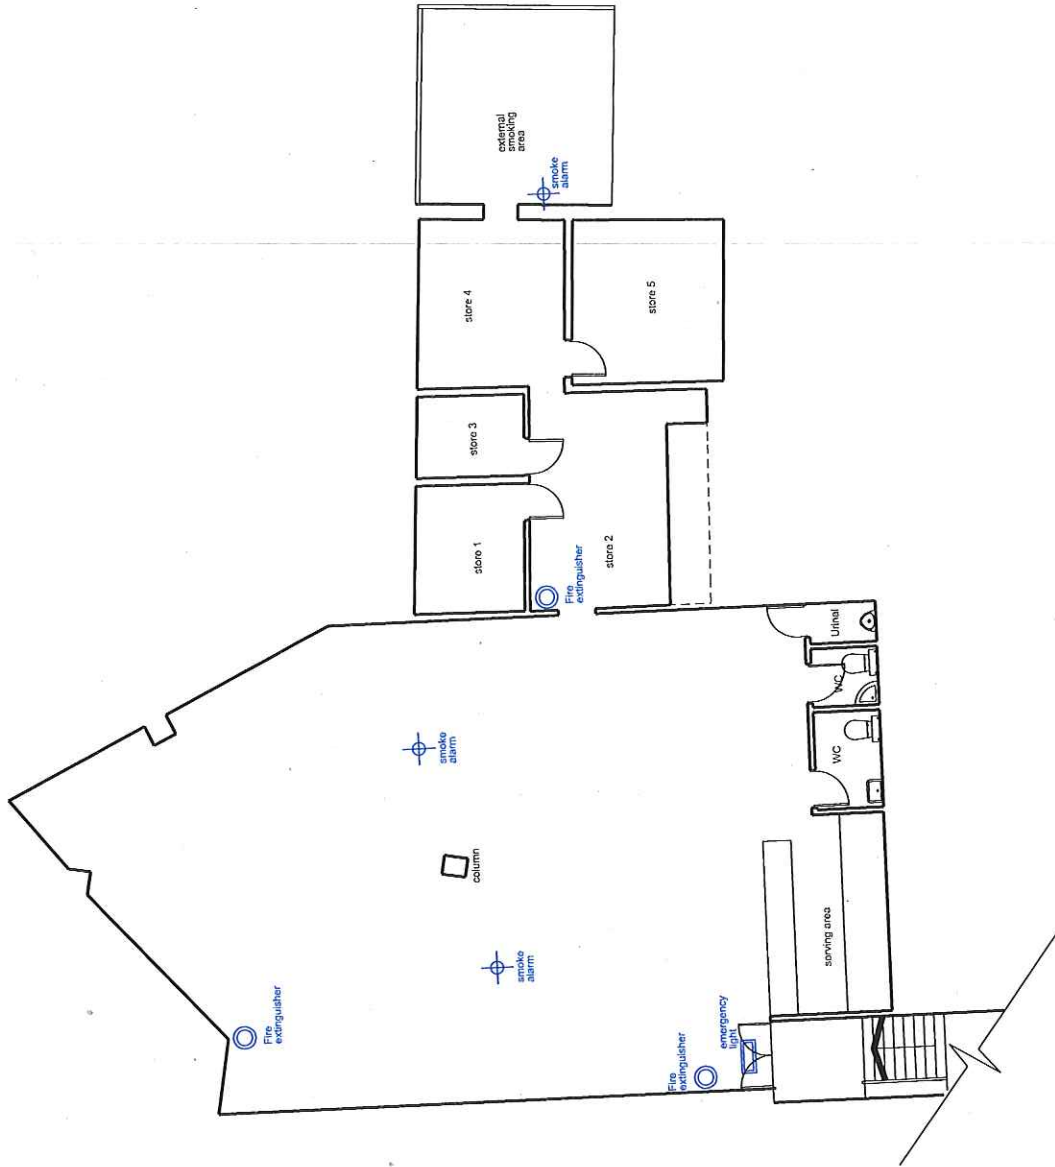 external
smoking
area
smoke
alarm
store 4
store 5
store 3
store 1
store 2
Fire
extinguisher
Urinal
WC
WC
smoke
alarm
column
serving area
smoke
alarm
Fire
extinguisher
emergency
light
Fire
extinguisher